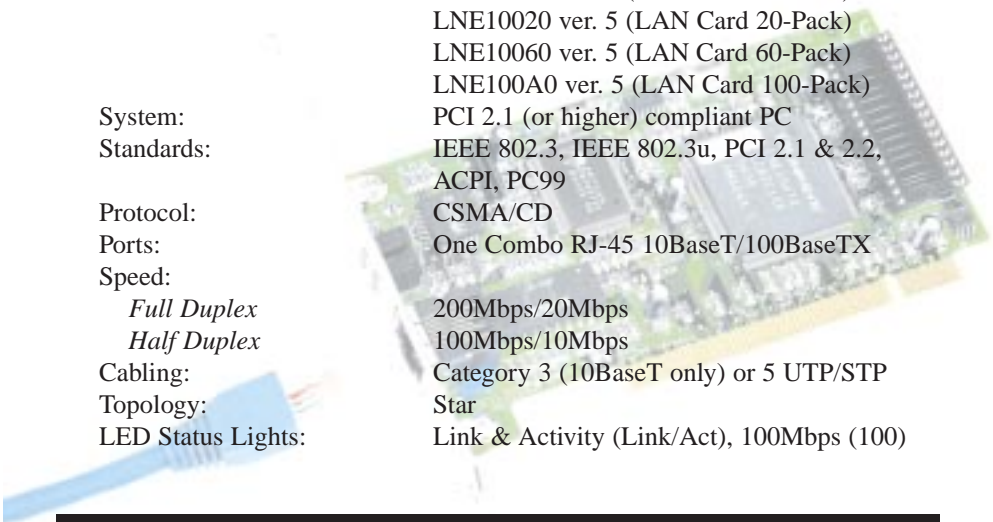 LNE10020 ver. 5 (LAN Card 20-Pack)
LNE10060 ver. 5 (LAN Card 60-Pack)
LNE100A0 ver. 5 (LAN Card 100-Pack)
System: PCI 2.1 (or higher) compliant PC
Standards: IEEE 802.3, IEEE 802.3u, PCI 2.1 & 2.2,
ACPI, PC99
Protocol: CSMA/CD
Ports: One Combo RJ-45 10BaseT/100BaseTX
Speed:
Full Duplex 200Mbps/20Mbps
Half Duplex 100Mbps/10Mbps
Cabling: Category 3 (10BaseT only) or 5 UTP/STP
Topology: Star
LED Status Lights: Link & Activity (Link/Act), 100Mbps (100)